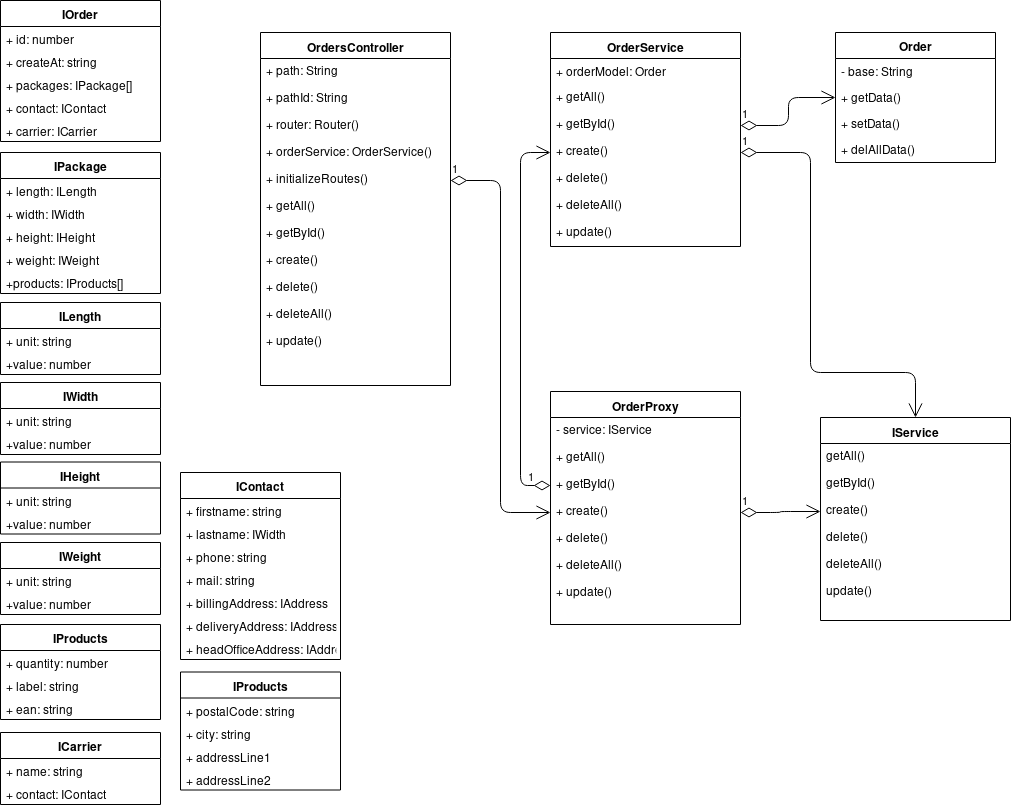 IOrder
+ id: number
+ createAt: string
+ packages: IPackage[]
+ contact: IContact
+ carrier: ICarrier
IPackage
+ length: ILength
+ width: IWidth
+ height: IHeight
+ weight: IWeight
+products: IProducts[]
ILength
+ unit: string
+value: number
IWidth
+ unit: string
+value: number
IHeight
+ unit: string
+value: number
IWeight
+ unit: string
+value: number
IProducts
+ quantity: number
+ label: string
+ ean: string
ICarrier
+ name: string
+ contact: IContact
IContact
+ firstname: string
+ lastname: IWidth
+ phone: string
+ mail: string
+ billingAddress: IAddress
+ deliveryAddress: IAddress
+ headOfficeAddress: IAddr
IProducts
+ postalCode: string
+ city: string
+ addressLine1
+ addressLine2
OrdersController
+ path: String
+ pathId: String
+ router: Router()
+ orderService: OrderService()
+ initializeRoutes()
+ getAll()
+ getById()
+ create()
+ delete()
+ deleteAll()
+ update()
1
OrderService
+ orderModel: Order
+ getAll()
+ getById()
+ create()
+ delete()
+ deleteAll()
+ update()
1
1
Order
- base: String
+ getData()
+ setData()
+ delAllData()
OrderProxy
- service: IService
+ getAll()
+ getById()
+ create()
+ delete()
+ deleteAll()
+ update()
1
1
IService
getAll()
getById()
create()
delete()
deleteAll()
update()